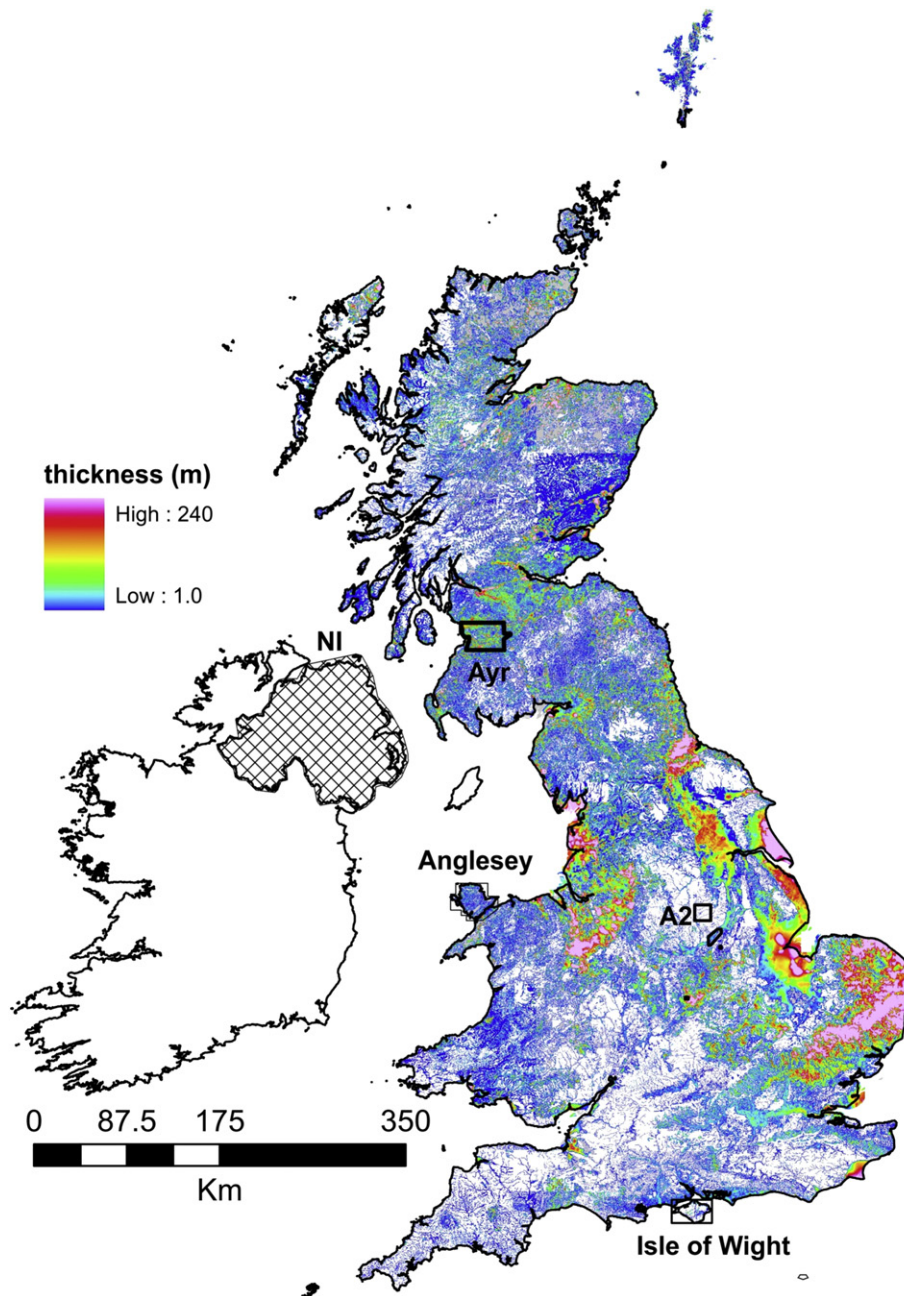 thickness (m)
High : 240
Low : 1.0
NI
Ayr
Anglesey
A2
0 87.5 175 350
Km
Isle of Wight